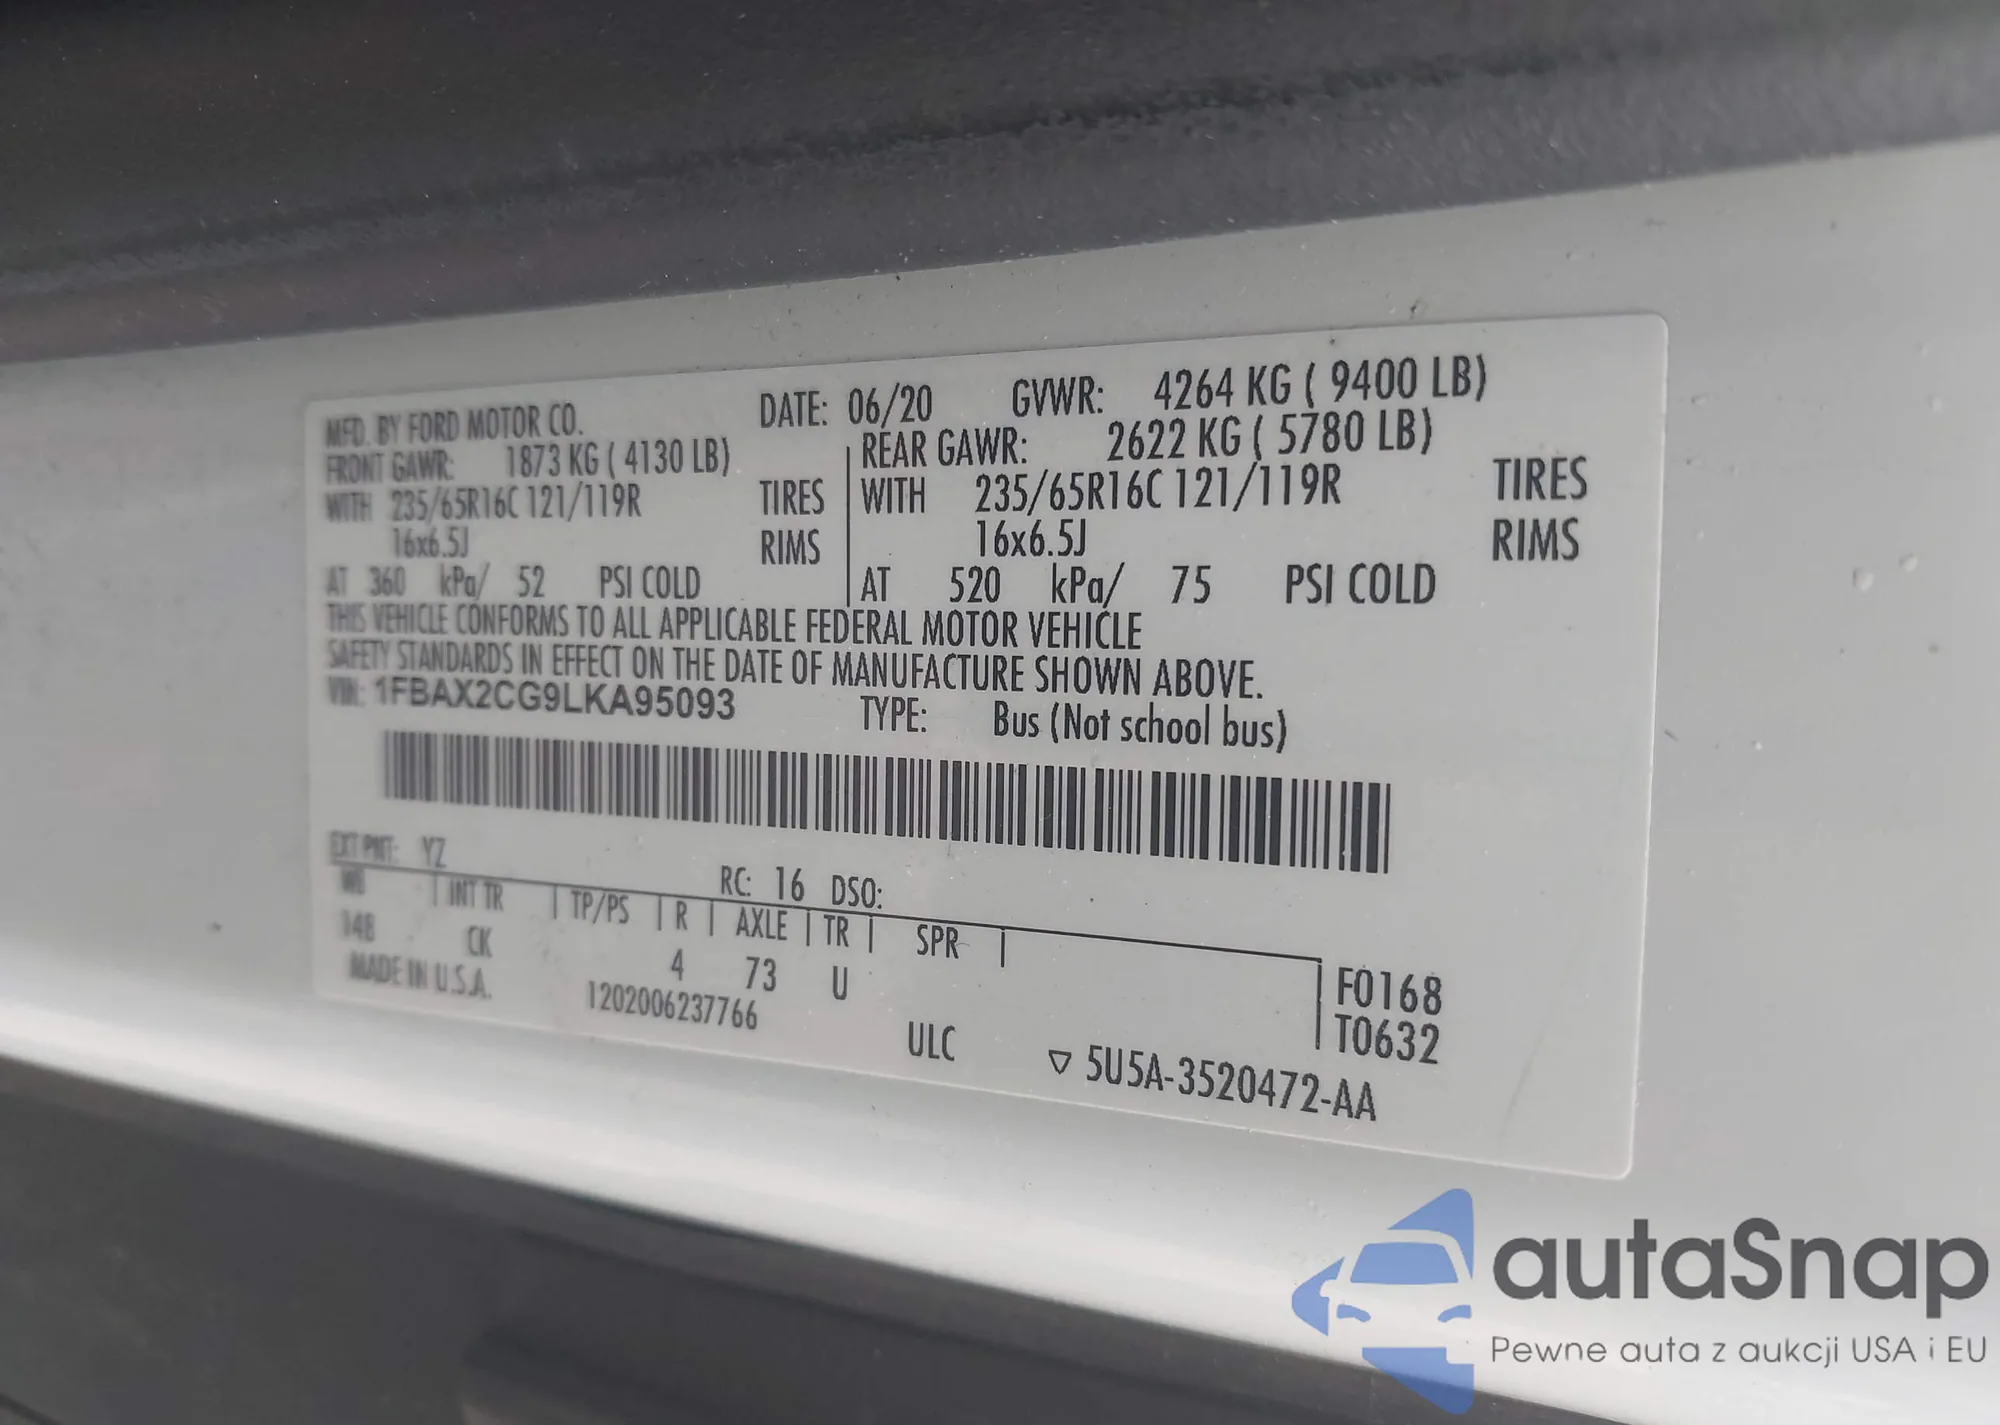 MFD. BY FORD MOTOR CO. DATE: 06/20 GVWR: 4264 KG ( 9400 LB)
FRONT GAWR: 1873 KG ( 4130 LB) REAR GAWR: 2622 KG ( 5780 LB)
WITH 235/65R16C 121/119R TIRES WITH 235/65R16C 121/119R TIRES
16x6.5J RIMS 16x6.5J RIMS
AT 360 kPa/ 52 PSI COLD AT 520 kPa/ 75 PSI COLD
THIS VEHICLE CONFORMS TO ALL APPLICABLE FEDERAL MOTOR VEHICLE
SAFETY STANDARDS IN EFFECT ON THE DATE OF MANUFACTURE SHOWN ABOVE.
VIN: 1FBAX2CG9LKA95093 TYPE: Bus (Not school bus)
EXT PNT: YZ RC: 16 DSO:
WB INT TR TP/PS R AXLE TR SPR
148 CK 4 73 U F0168
T0632
MADE IN U.S.A. 1202006237766 ULC ▽ 5U5A-3520472-AA
autaSnap
Pewne auta z aukcji USA i EU